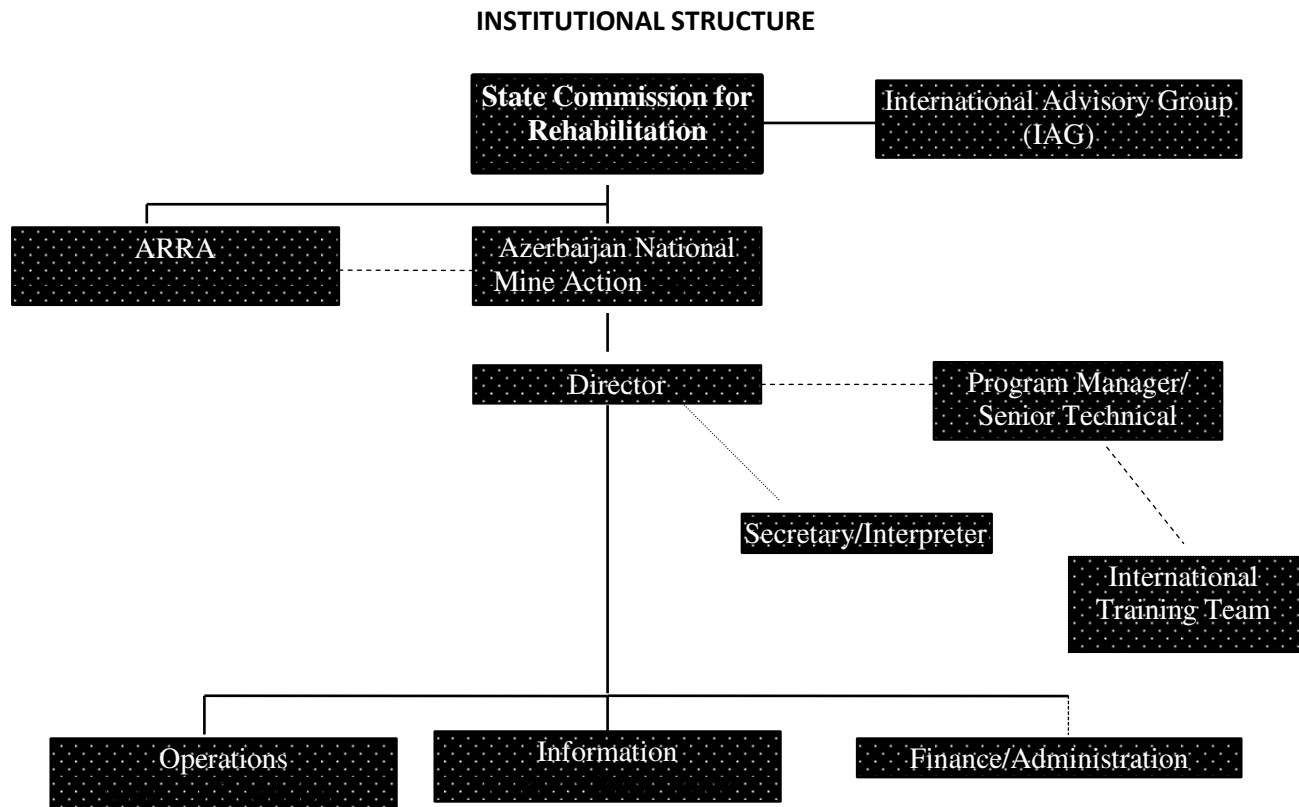 INSTITUTIONAL STRUCTURE
State Commission for
Rehabilitation
International Advisory Group
(IAG)
ARRA
Azerbaijan National
Mine Action
Director
Program Manager/
Senior Technical
Secretary/Interpreter
International
Training Team
Operations
Information
Finance/Administration